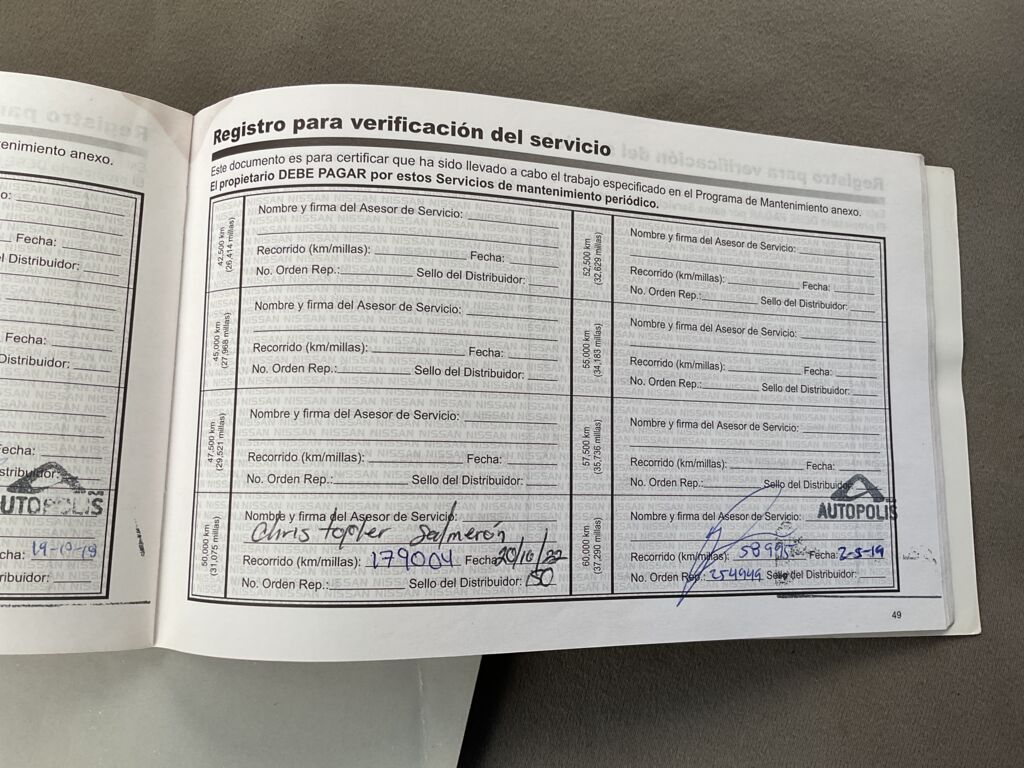 enimiento anexo.
o:
Fecha:
l Distribuidor:
Fecha:
Distribuidor:
Fecha:
AUTOPOLIS
cha: 19-10-18
ribuidor:
Registro para verificación del servicio
Este documento es para certificar que ha sido llevado a cabo el trabajo especificado en el Programa de Mantenimiento anexo.
El propietario DEBE PAGAR por estos Servicios de mantenimiento periódico.
42,500 km
(26,414 millas)
Nombre y firma del Asesor de Servicio:
Recorrido (km/millas): Fecha:
No. Orden Rep.: Sello del Distribuidor:
45,000 km
(27,968 millas)
Nombre y firma del Asesor de Servicio:
Recorrido (km/millas): Fecha:
No. Orden Rep.: Sello del Distribuidor:
47,500 km
(29,521 millas)
Nombre y firma del Asesor de Servicio:
Recorrido (km/millas): Fecha:
No. Orden Rep.: Sello del Distribuidor:
50,000 km
(31,075 millas)
Nombre y firma del Asesor de Servicio:
Christopher Salmerón
Recorrido (km/millas): 179004 Fecha: 20/10/22
No. Orden Rep.: Sello del Distribuidor: 150
52,500 km
(32,629 millas)
Nombre y firma del Asesor de Servicio:
Recorrido (km/millas): Fecha:
No. Orden Rep.: Sello del Distribuidor:
55,000 km
(34,183 millas)
Nombre y firma del Asesor de Servicio:
Recorrido (km/millas): Fecha:
No. Orden Rep.: Sello del Distribuidor:
57,500 km
(35,736 millas)
Nombre y firma del Asesor de Servicio:
Recorrido (km/millas): Fecha:
No. Orden Rep.: Sello del Distribuidor:
AUTOPOLIS
60,000 km
(37,290 millas)
Nombre y firma del Asesor de Servicio:
Recorrido (km/millas): Fecha: 2-5-19
No. Orden Rep.: 254949 Sello del Distribuidor:
49